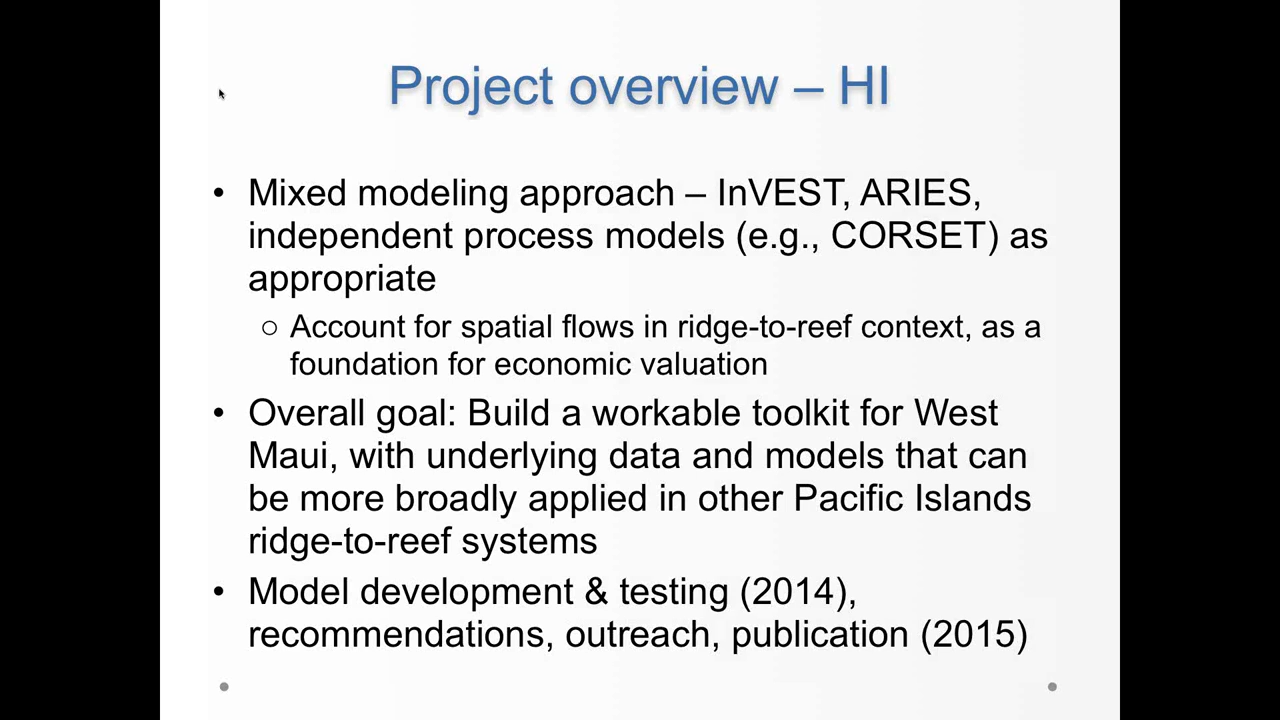 Project overview – HI
• Mixed modeling approach – InVEST, ARIES,
independent process models (e.g., CORSET) as
appropriate
○ Account for spatial flows in ridge-to-reef context, as a
foundation for economic valuation
• Overall goal: Build a workable toolkit for West
Maui, with underlying data and models that can
be more broadly applied in other Pacific Islands
ridge-to-reef systems
• Model development & testing (2014),
recommendations, outreach, publication (2015)